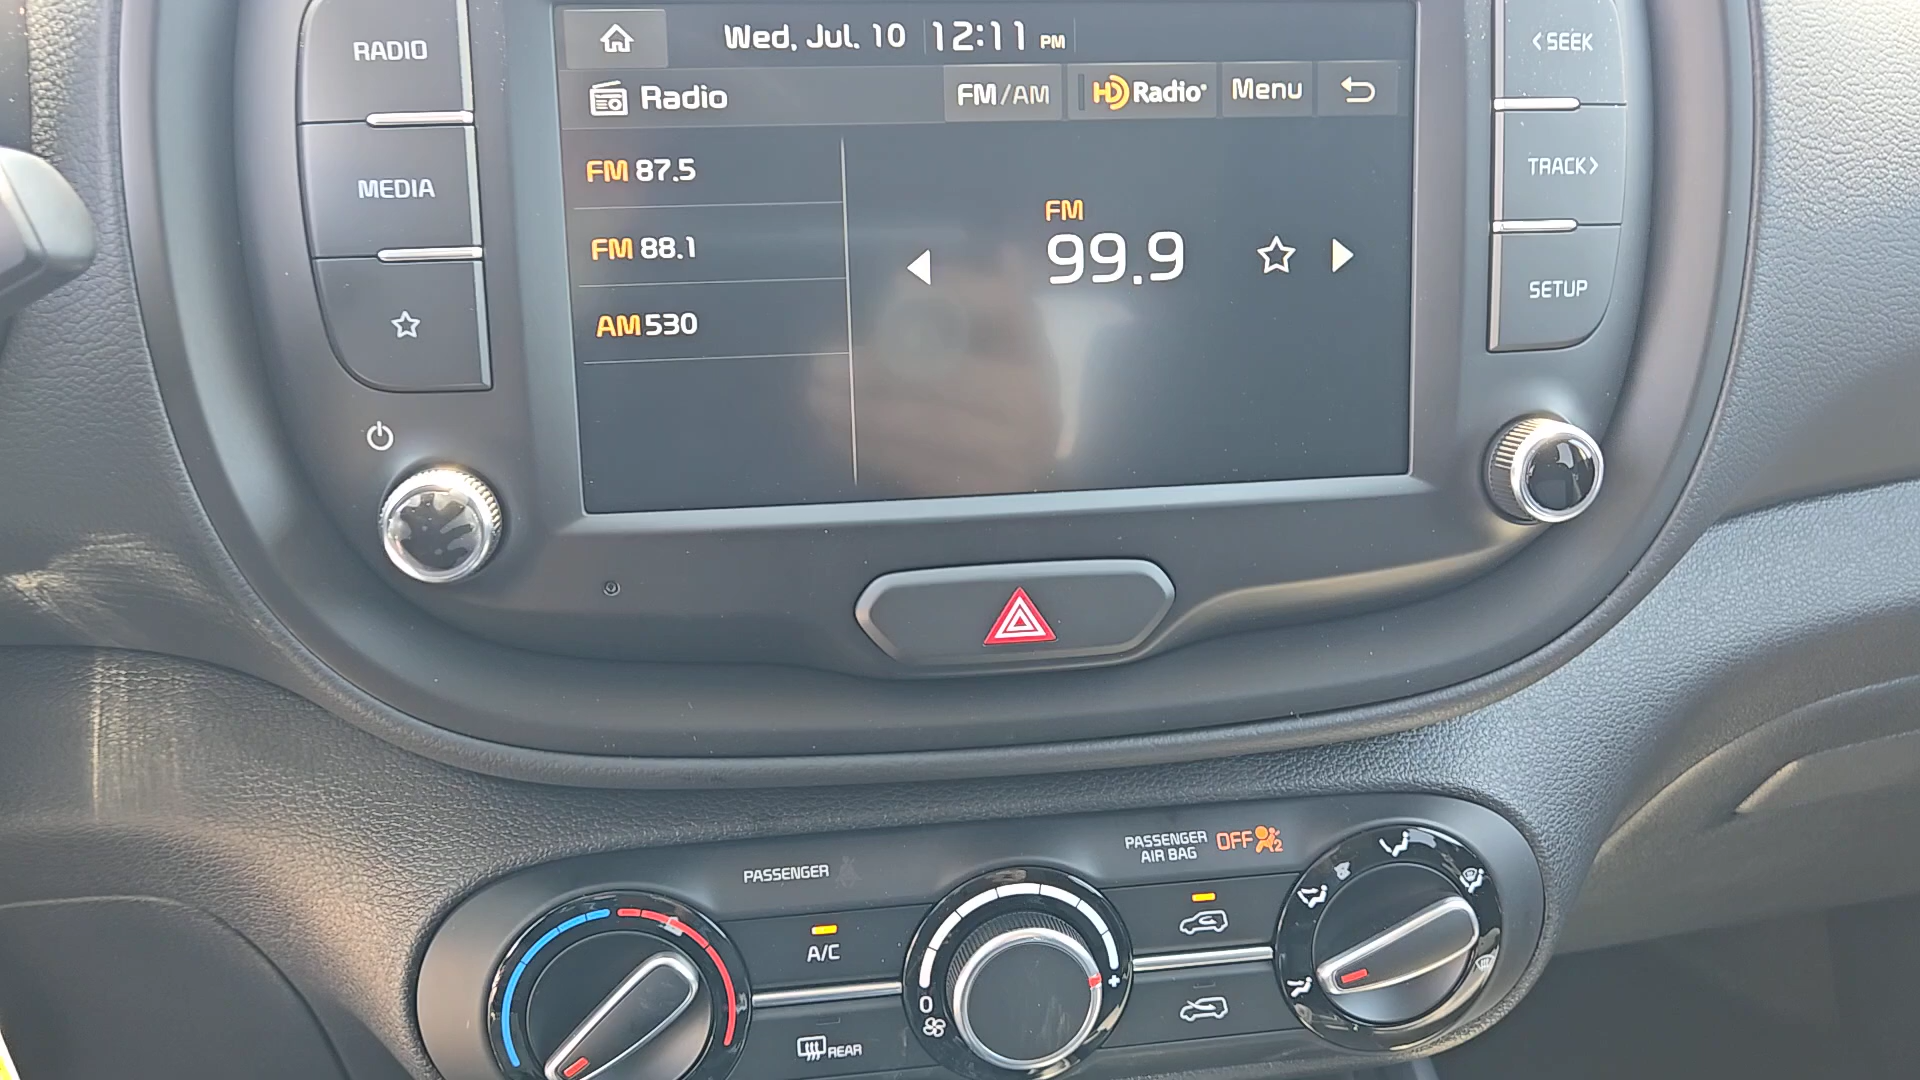 RADIO
MEDIA
Wed, Jul. 10 12:11 PM
Radio FM/AM HD Radio Menu
FM 87.5
FM 88.1
AM 530
FM
99.9
< SEEK
TRACK >
SETUP
PASSENGER
PASSENGER
AIR BAG OFF 2
A/C
REAR
0
+